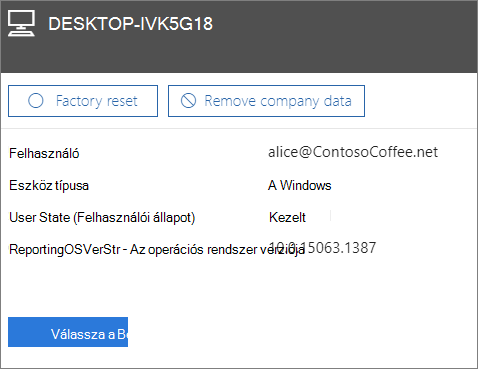 DESKTOP-IVK5G18
Factory reset
Remove company data
Felhasználó alice@ContosoCoffee.net
Eszköz típusa A Windows
User State (Felhasználói állapot) Kezelt
ReportingOSVerStr - Az operációs rendszer verziója 10.0.15063.1387
Válassza a